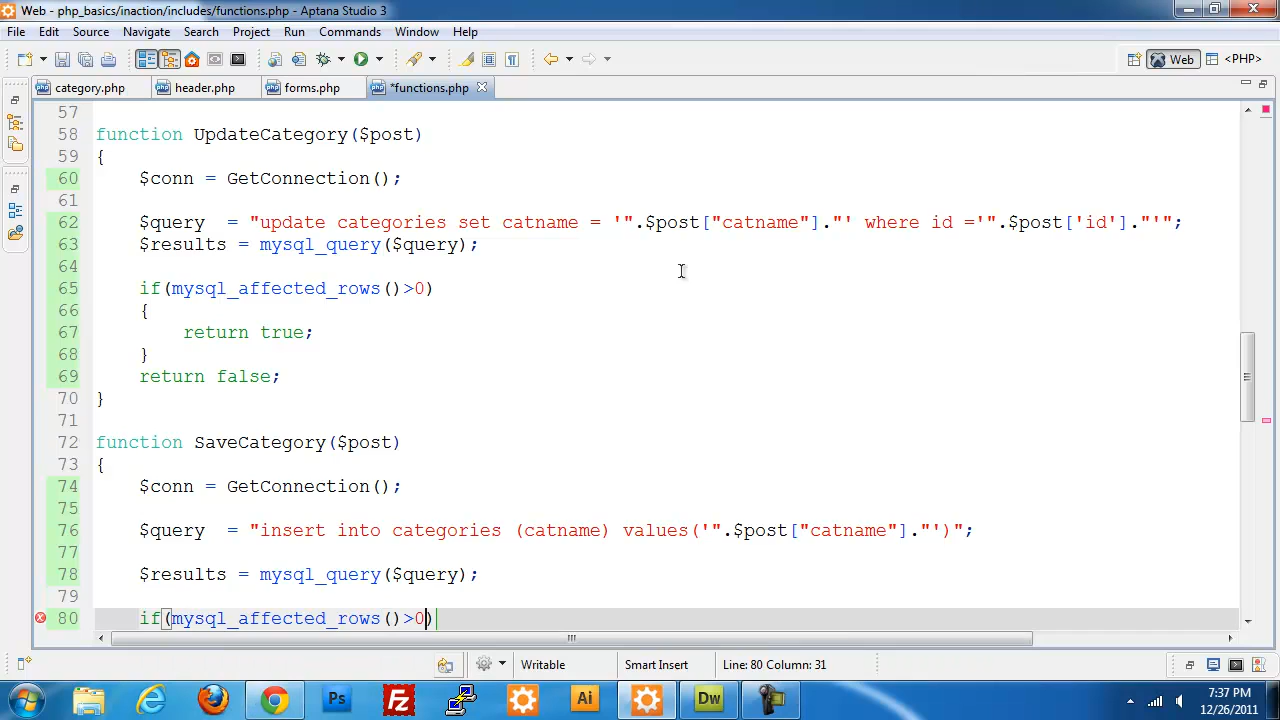 Web - php_basics/inaction/includes/functions.php - Aptana Studio 3
File Edit Source Navigate Search Project Run Commands Window Help
Web <PHP>
category.php header.php forms.php *functions.php
57
58 function UpdateCategory($post)
59 {
60 $conn = GetConnection();
61
62 $query = "update categories set catname = '".$post["catname"]."' where id ='".$post['id']."'";
63 $results = mysql_query($query);
64
65 if(mysql_affected_rows()>0)
66 {
67 return true;
68 }
69 return false;
70 }
71
72 function SaveCategory($post)
73 {
74 $conn = GetConnection();
75
76 $query = "insert into categories (catname) values('".$post["catname"]."')";
77
78 $results = mysql_query($query);
79
80 if(mysql_affected_rows()>0)
Writable Smart Insert Line: 80 Column: 31
Ps Fz Ai Dw 7:37 PM
12/26/2011